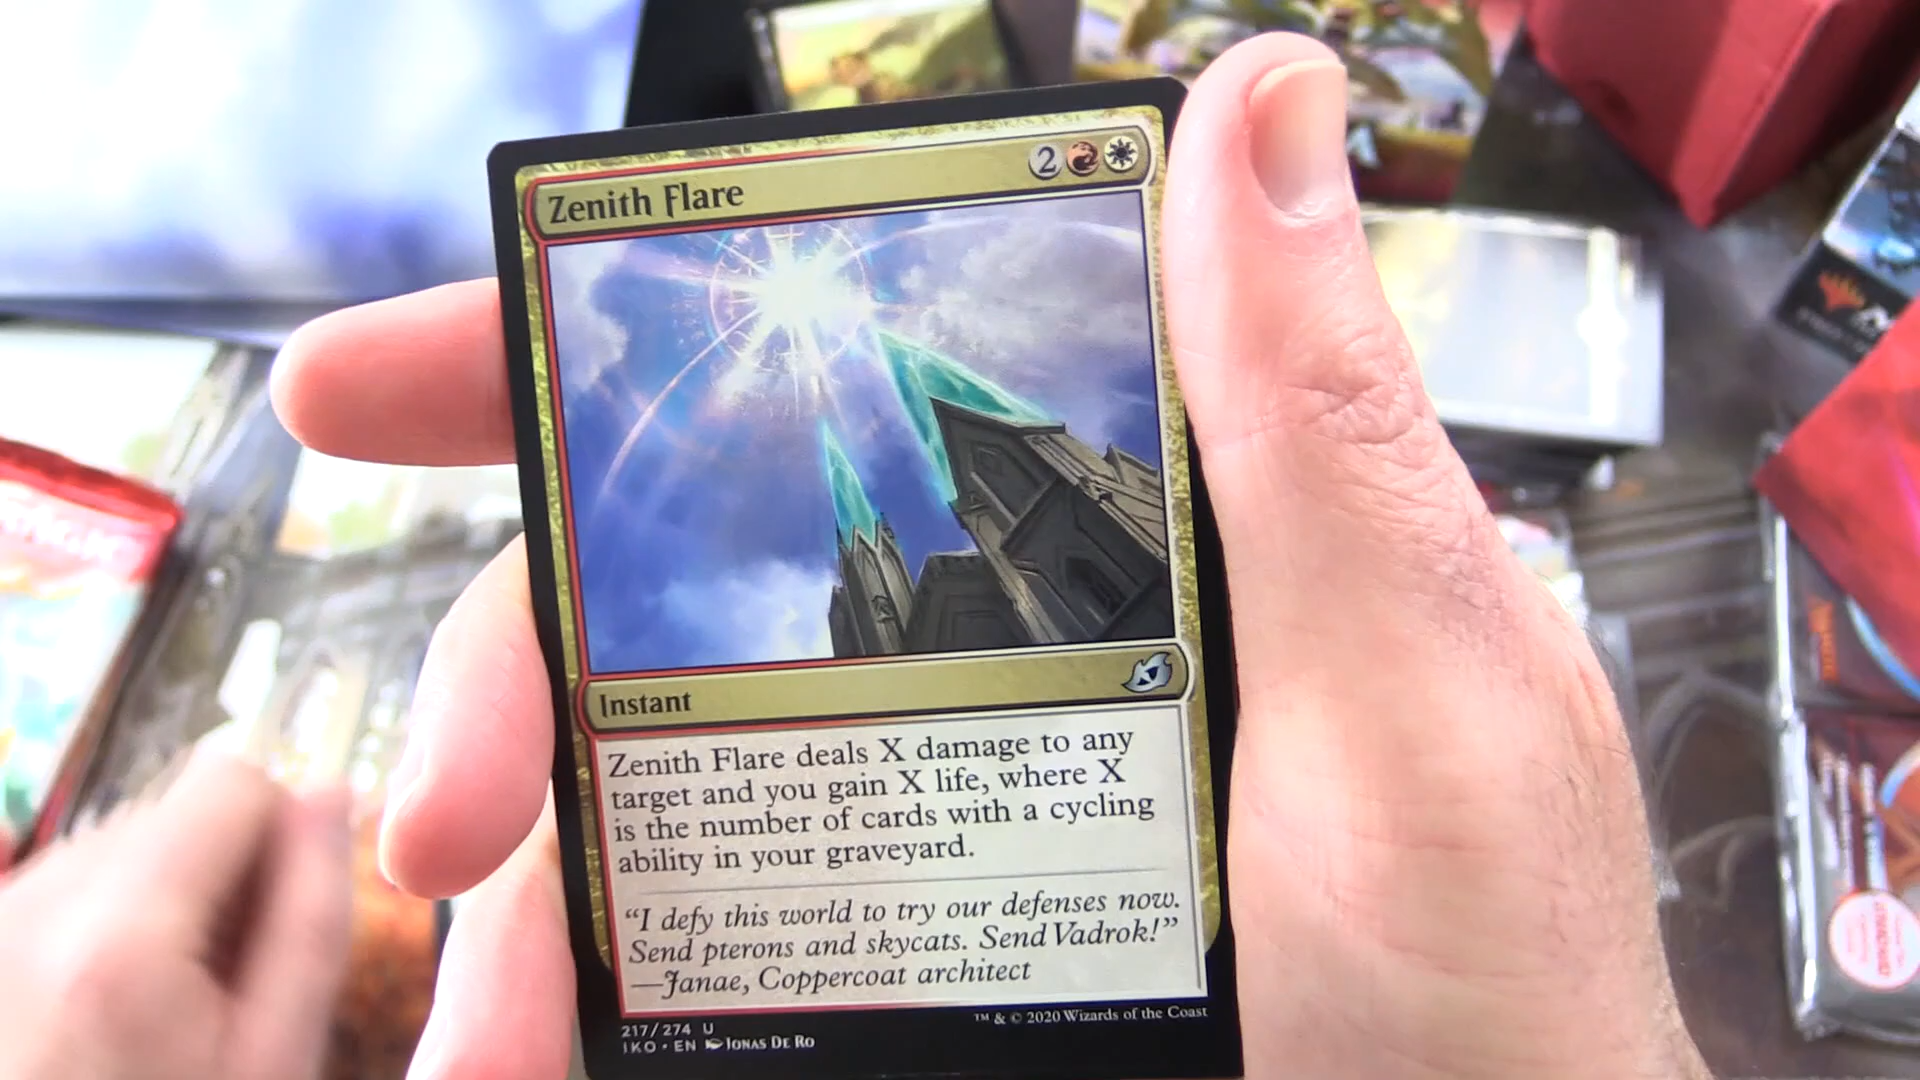 Zenith Flare
2
Instant
Zenith Flare deals X damage to any
target and you gain X life, where X
is the number of cards with a cycling
ability in your graveyard.
“I defy this world to try our defenses now.
Send pterons and skycats. Send Vadrok!”
—Janae, Coppercoat architect
217/274 U
IKO • EN JONAS DE RO
™ & © 2020 Wizards of the Coast